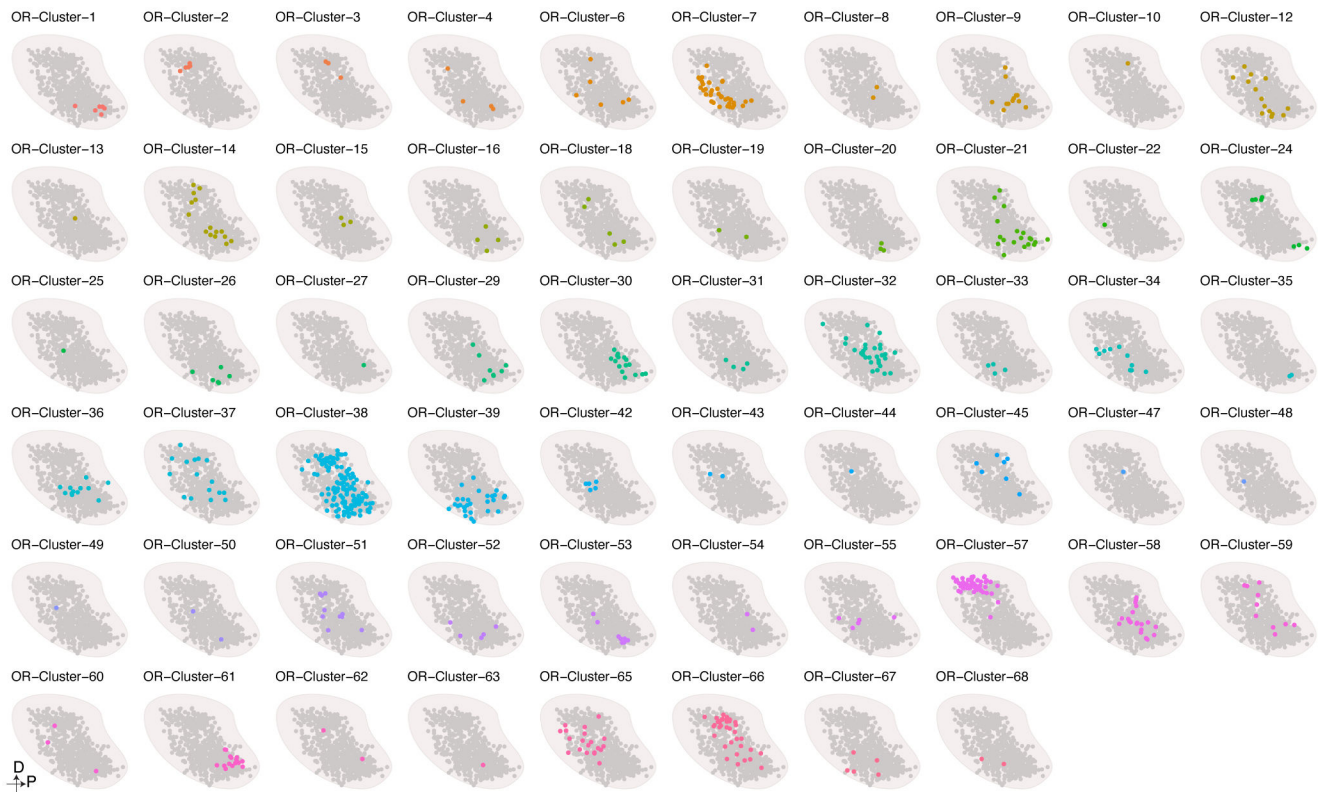 OR−Cluster−1 OR−Cluster−2 OR−Cluster−3 OR−Cluster−4 OR−Cluster−6 OR−Cluster−7 OR−Cluster−8 OR−Cluster−9 OR−Cluster−10 OR−Cluster−12
OR−Cluster−13 OR−Cluster−14 OR−Cluster−15 OR−Cluster−16 OR−Cluster−18 OR−Cluster−19 OR−Cluster−20 OR−Cluster−21 OR−Cluster−22 OR−Cluster−24
OR−Cluster−25 OR−Cluster−26 OR−Cluster−27 OR−Cluster−29 OR−Cluster−30 OR−Cluster−31 OR−Cluster−32 OR−Cluster−33 OR−Cluster−34 OR−Cluster−35
OR−Cluster−36 OR−Cluster−37 OR−Cluster−38 OR−Cluster−39 OR−Cluster−42 OR−Cluster−43 OR−Cluster−44 OR−Cluster−45 OR−Cluster−47 OR−Cluster−48
OR−Cluster−49 OR−Cluster−50 OR−Cluster−51 OR−Cluster−52 OR−Cluster−53 OR−Cluster−54 OR−Cluster−55 OR−Cluster−57 OR−Cluster−58 OR−Cluster−59
OR−Cluster−60 OR−Cluster−61 OR−Cluster−62 OR−Cluster−63 OR−Cluster−65 OR−Cluster−66 OR−Cluster−67 OR−Cluster−68
D
P